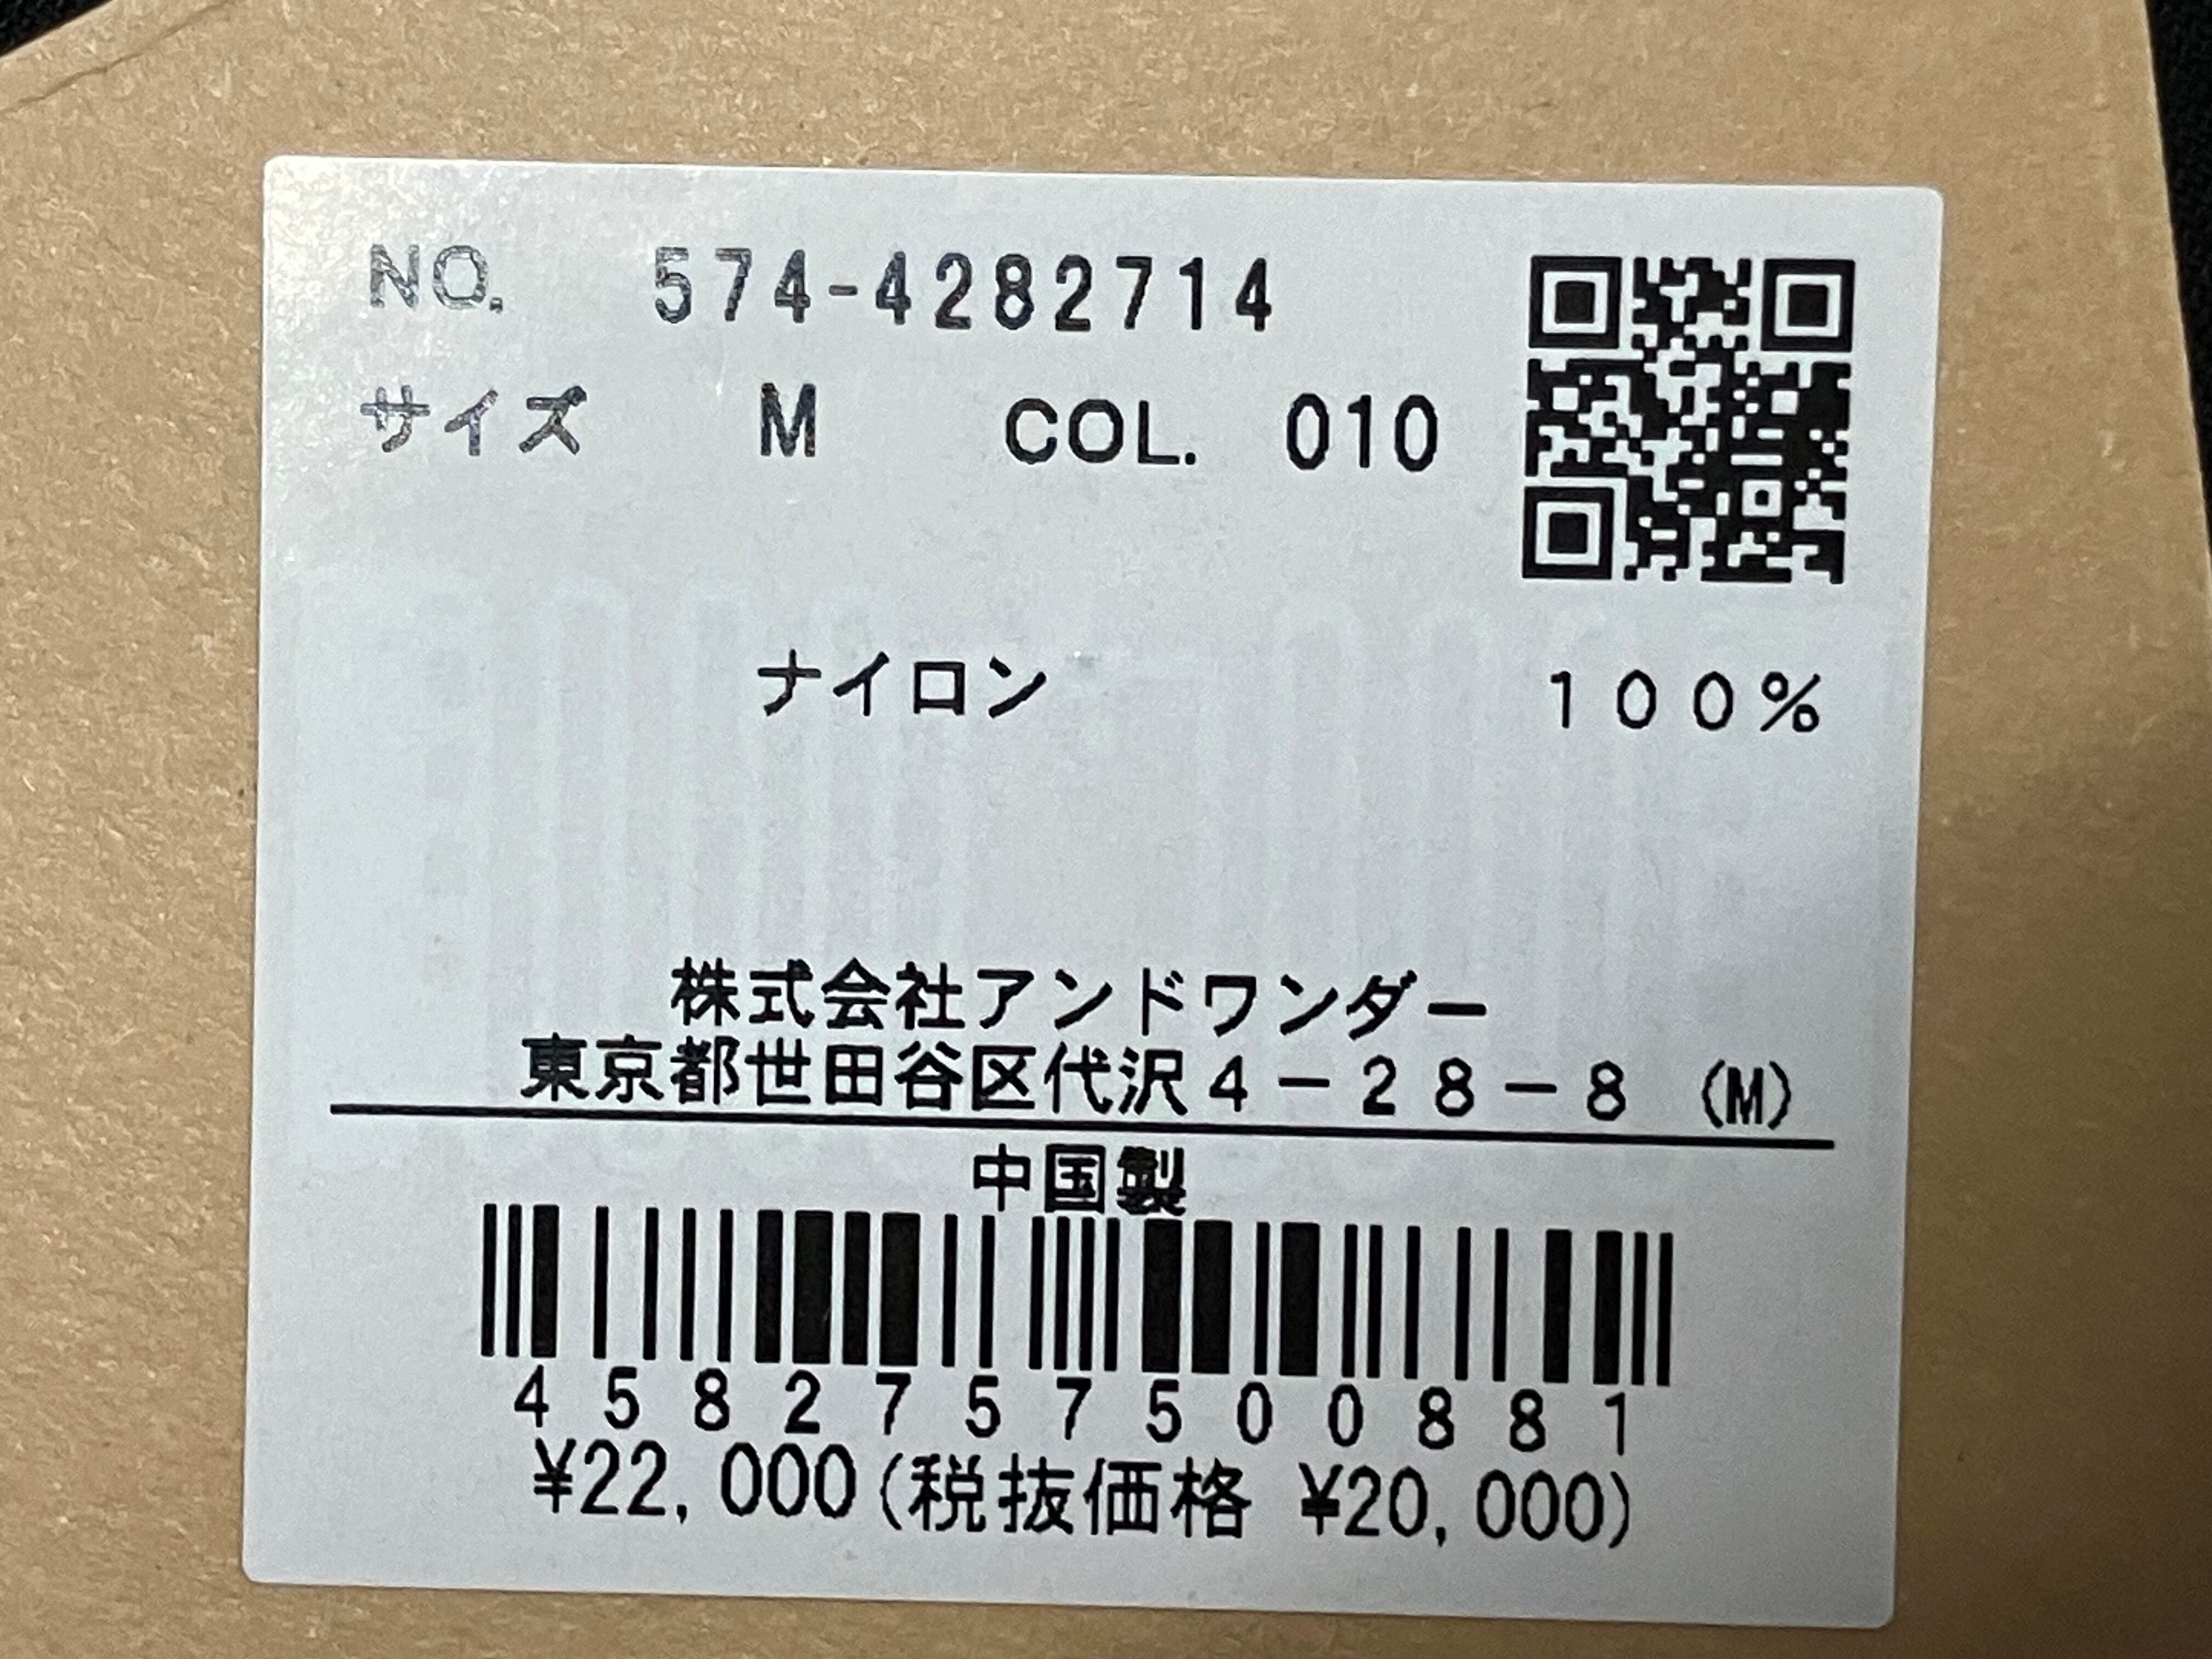 NO. 574-4282714
サイズ M COL. 010
ナイロン 100%
株式会社アンドワンダー
東京都世田谷区代沢4-28-8 (M)
中国製
4582757500881
¥22,000(税抜価格 ¥20,000)